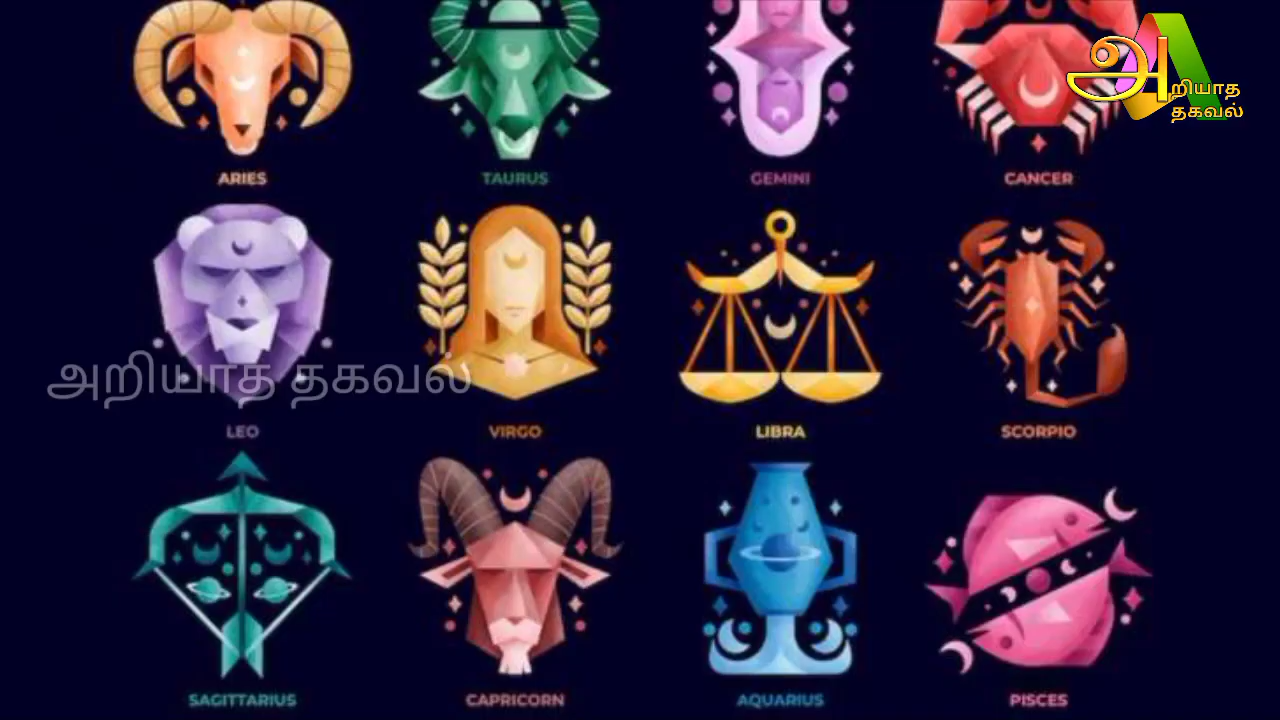 அறியாத
தகவல்
ARIES
TAURUS
GEMINI
CANCER
அறியாத தகவல்
LEO
VIRGO
LIBRA
SCORPIO
SAGITTARIUS
CAPRICORN
AQUARIUS
PISCES